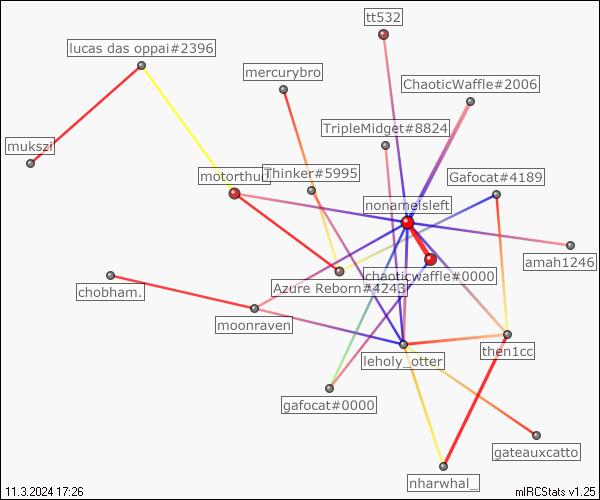 tt532
lucas das oppai#2396
mercurybro
ChaoticWaffle#2006
TripleMidget#8824
mukszi
motorthud
Thinker#5995
Gafocat#4189
nonameisleft
amah1246
chaoticwaffle#0000
chobham.
Azure Reborn#4243
moonraven
leholy_otter
then1cc
gafocat#0000
gateauxcatto
nharwhal_
11.3.2024 17:26
mIRCStats v1.25